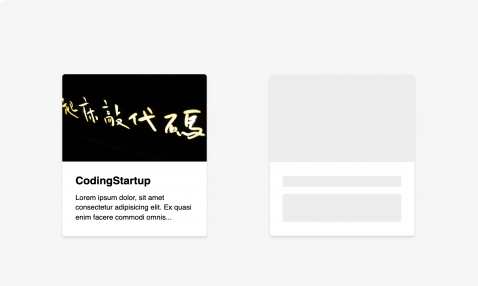 起床敲代碼
CodingStartup
Lorem ipsum dolor, sit amet
consectetur adipisicing elit. Ex quasi
enim facere commodi omnis...